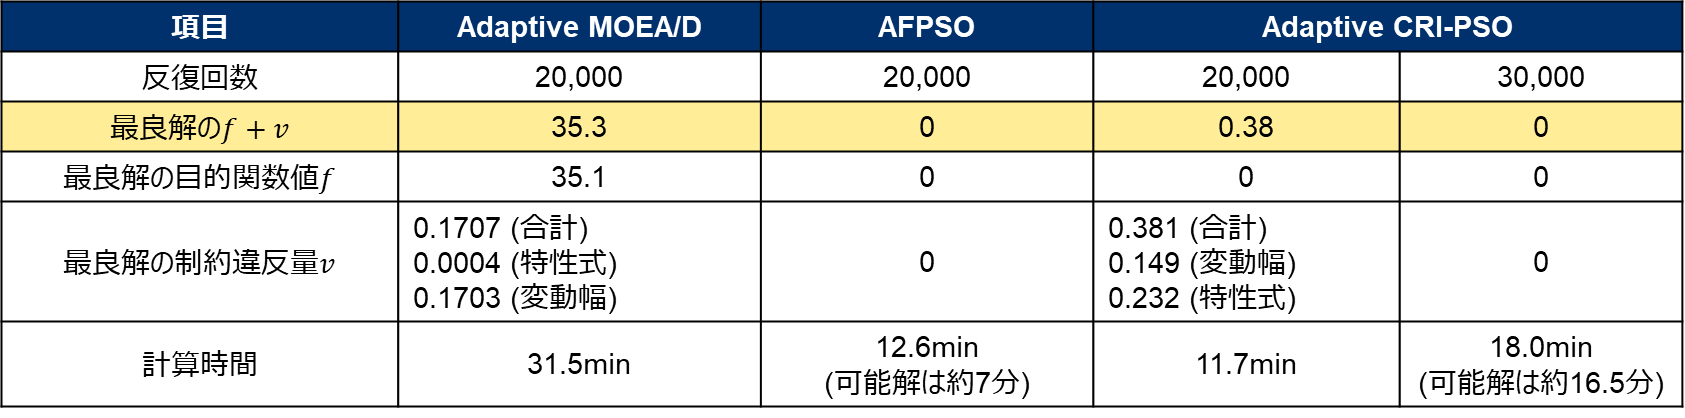 項目 Adaptive MOEA/D AFPSO Adaptive CRI-PSO
反復回数 20,000 20,000 20,000 30,000
最良解のf + v 35.3 0 0.38 0
最良解の目的関数値f 35.1 0 0 0
最良解の制約違反量v
0.1707 (合計)
0.0004 (特性式)
0.1703 (変動幅)
0
0.381 (合計)
0.149 (変動幅)
0.232 (特性式)
0
計算時間 31.5min
12.6min
(可能解は約7分)
11.7min
18.0min
(可能解は約16.5分)